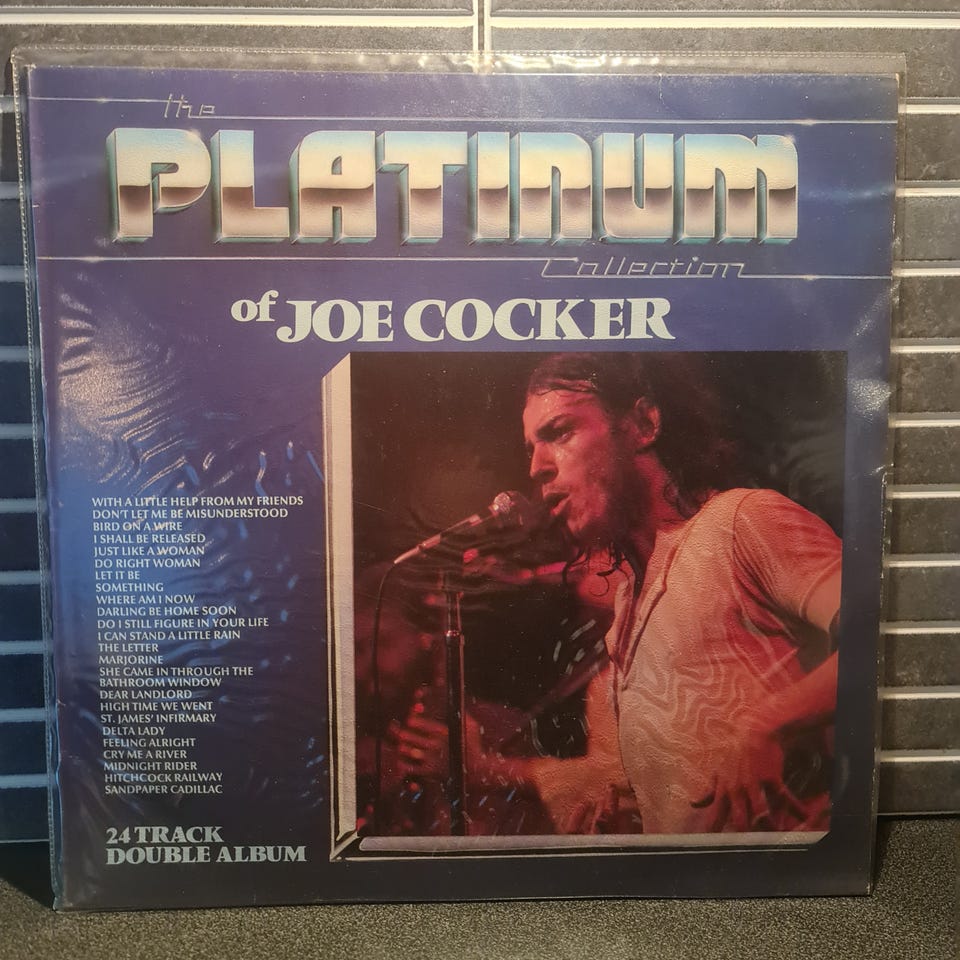 the
PLATINUM
Collection
of JOE COCKER
WITH A LITTLE HELP FROM MY FRIENDS
DON'T LET ME BE MISUNDERSTOOD
BIRD ON A WIRE
I SHALL BE RELEASED
JUST LIKE A WOMAN
DO RIGHT WOMAN
LET IT BE
SOMETHING
WHERE AM I NOW
DARLING BE HOME SOON
DO I STILL FIGURE IN YOUR LIFE
I CAN STAND A LITTLE RAIN
THE LETTER
MARJORINE
SHE CAME IN THROUGH THE
BATHROOM WINDOW
DEAR LANDLORD
HIGH TIME WE WENT
ST. JAMES' INFIRMARY
DELTA LADY
FEELING ALRIGHT
CRY ME A RIVER
MIDNIGHT RIDER
HITCHCOCK RAILWAY
SANDPAPER CADILLAC
24 TRACK
DOUBLE ALBUM